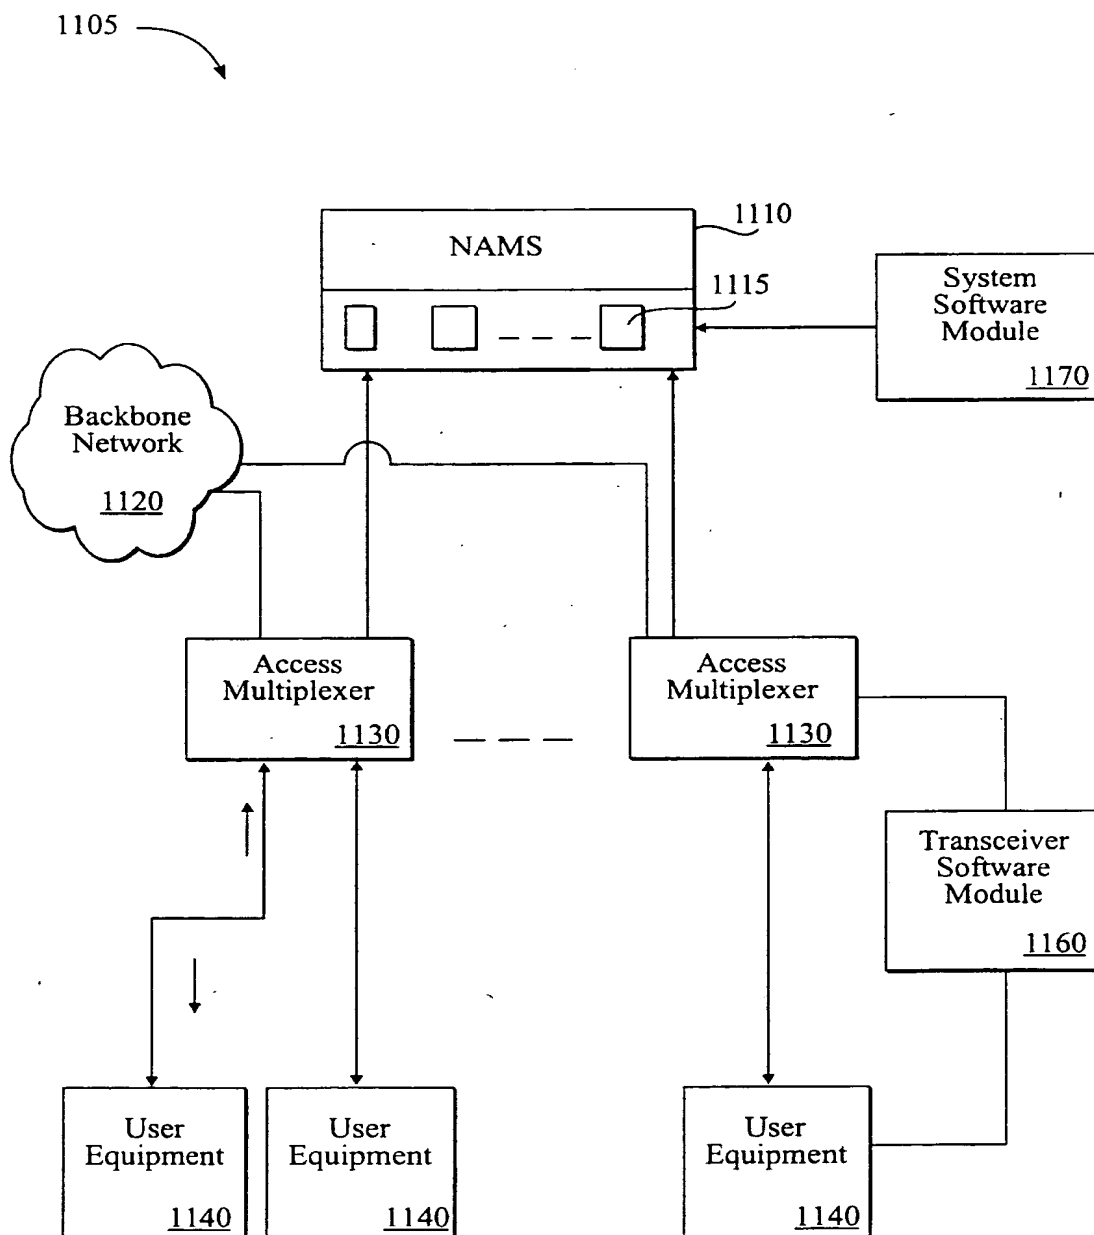 1105
1110
NAMS
1115
System
Software
Module
1170
Backbone
Network
1120
Access
Multiplexer
1130
Access
Multiplexer
1130
Transceiver
Software
Module
1160
User
Equipment
1140
User
Equipment
1140
User
Equipment
1140